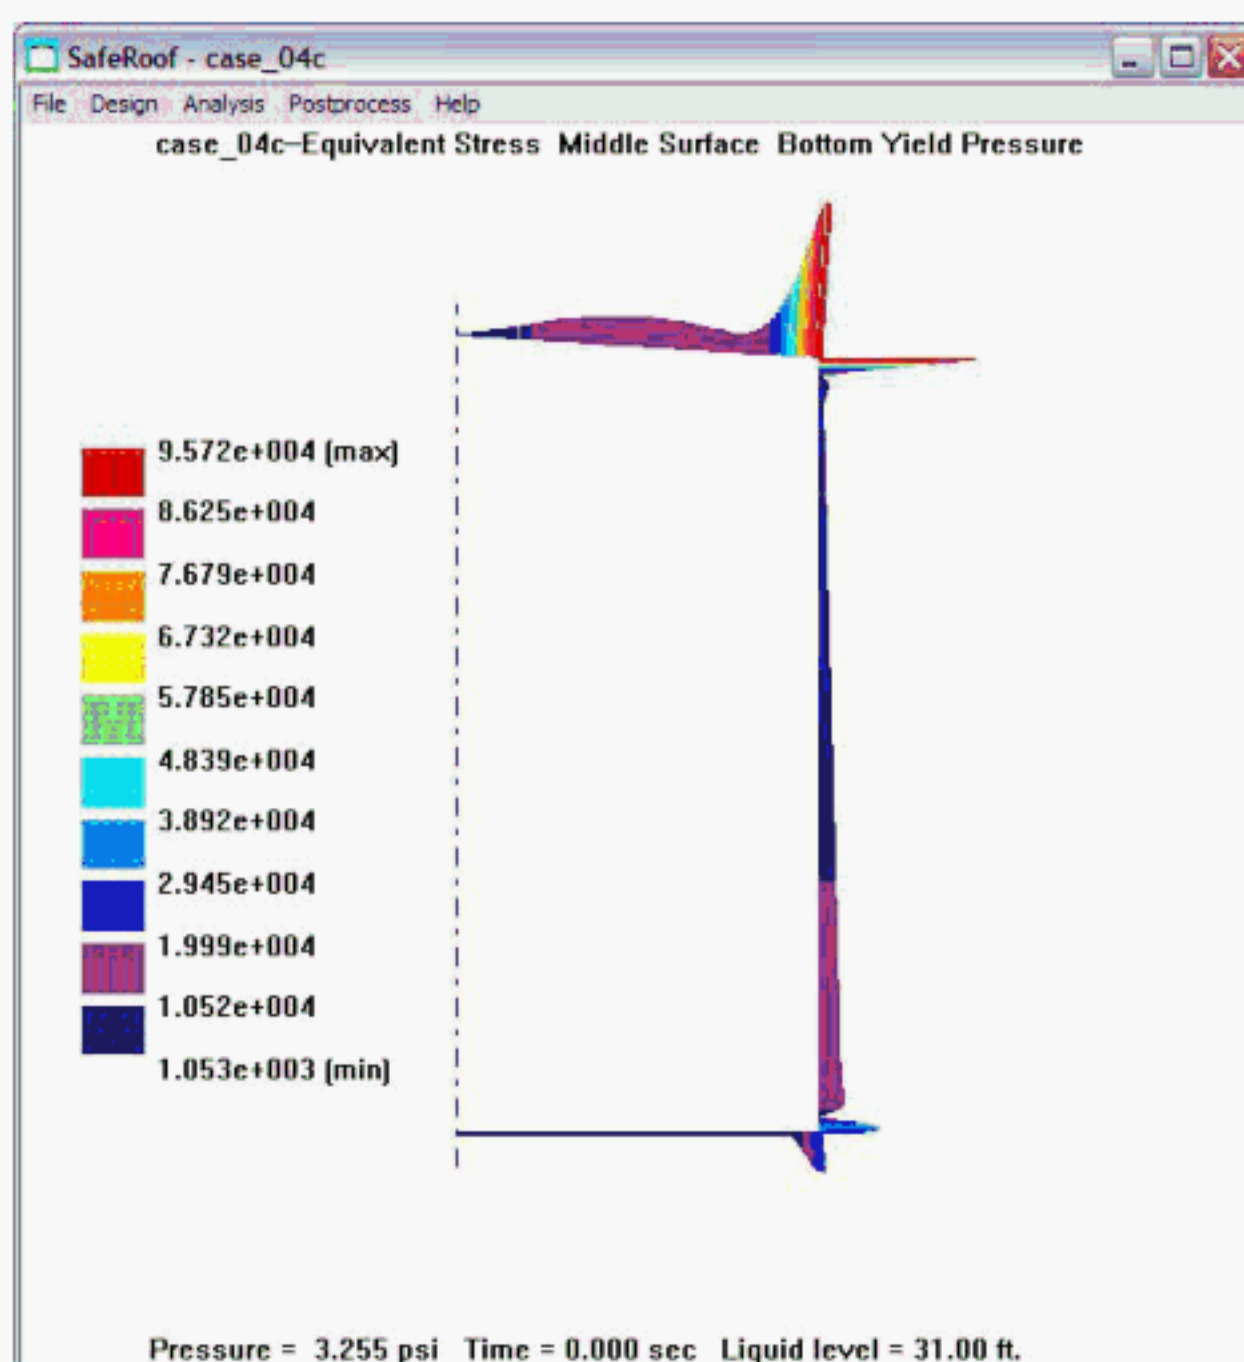 SafeRoof - case_04c
File Design Analysis Postprocess Help
case_04c-Equivalent Stress Middle Surface Bottom Yield Pressure
9.572e+004 (max)
8.625e+004
7.679e+004
6.732e+004
5.785e+004
4.839e+004
3.892e+004
2.945e+004
1.999e+004
1.052e+004
1.053e+003 (min)
Pressure = 3.255 psi Time = 0.000 sec Liquid level = 31.00 ft.